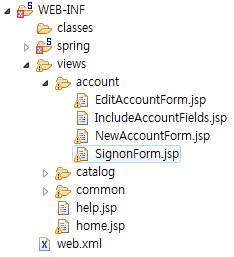 WEB-INF
classes
spring
views
account
EditAccountForm.jsp
IncludeAccountFields.jsp
NewAccountForm.jsp
SignonForm.jsp
catalog
common
help.jsp
home.jsp
web.xml